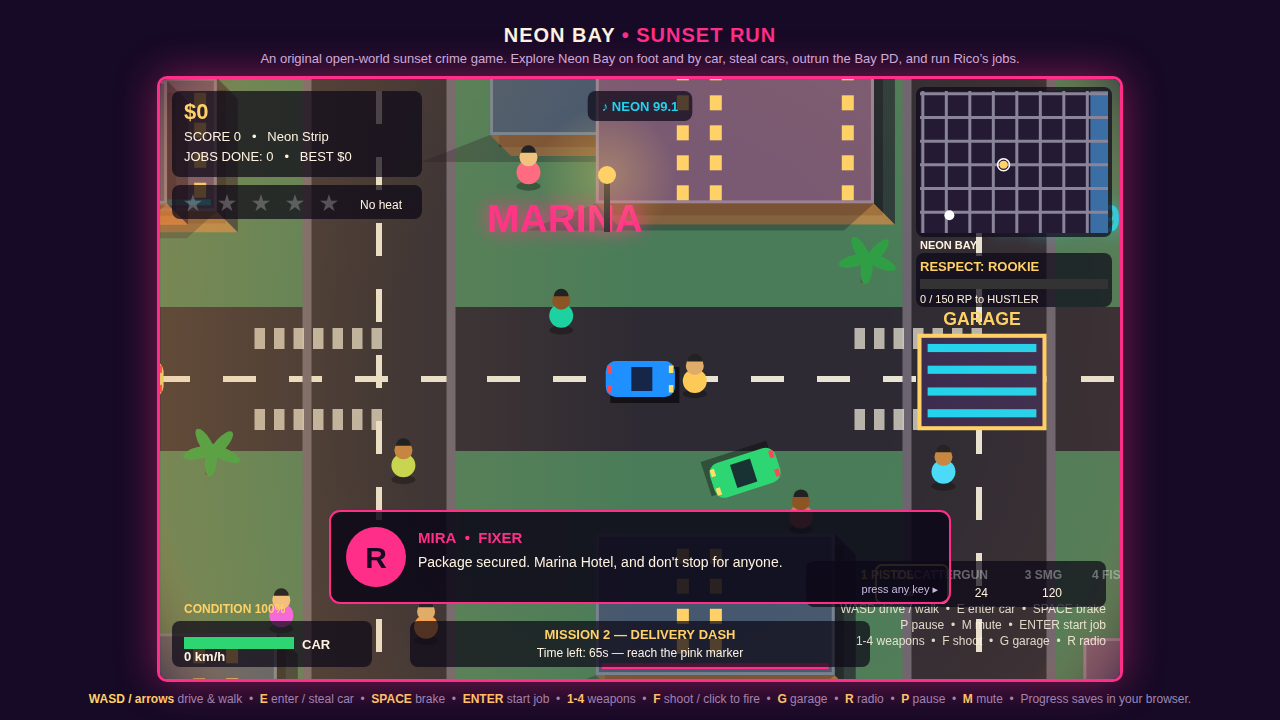 NEON BAY • SUNSET RUN
An original open-world sunset crime game. Explore Neon Bay on foot and by car, steal cars, outrun the Bay PD, and run Rico's jobs.
$0
SCORE 0 • Neon Strip
JOBS DONE: 0 • BEST $0
★ ★ ★ ★ ★ No heat
♪ NEON 99.1
MARINA
NEON BAY
RESPECT: ROOKIE
0 / 150 RP to HUSTLER
GARAGE
R
MIRA • FIXER
Package secured. Marina Hotel, and don't stop for anyone.
press any key ▸
1 PISTOL
3 SMG
4 FIS
24
120
WASD drive / walk • E enter car • SPACE brake
P pause • M mute • ENTER start job
1-4 weapons • F shoot • G garage • R radio
CONDITION 100%
CAR
0 km/h
MISSION 2 — DELIVERY DASH
Time left: 65s — reach the pink marker
WASD / arrows drive & walk • E enter / steal car • SPACE brake • ENTER start job • 1-4 weapons • F shoot / click to fire • G garage • R radio • P pause • M mute • Progress saves in your browser.